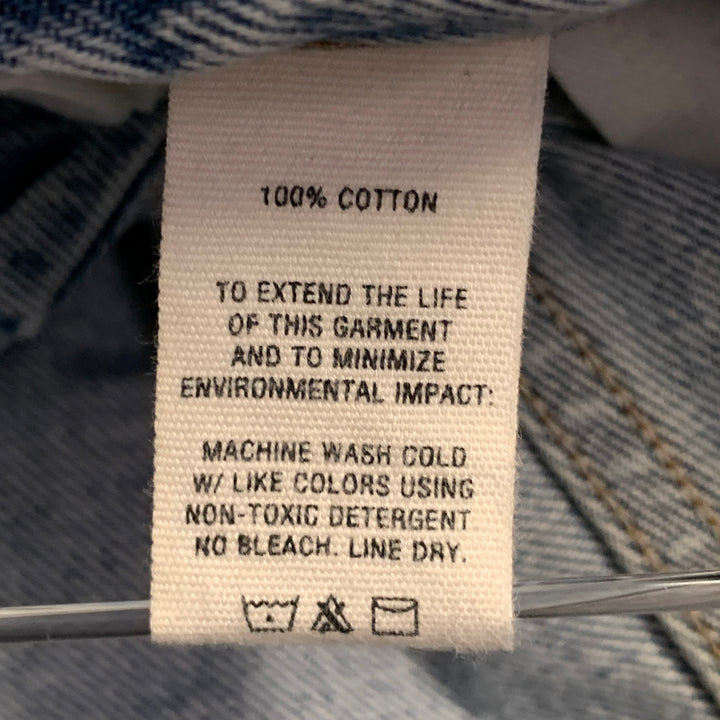 100% COTTON
TO EXTEND THE LIFE
OF THIS GARMENT
AND TO MINIMIZE
ENVIRONMENTAL IMPACT:
MACHINE WASH COLD
W/ LIKE COLORS USING
NON-TOXIC DETERGENT
NO BLEACH. LINE DRY.